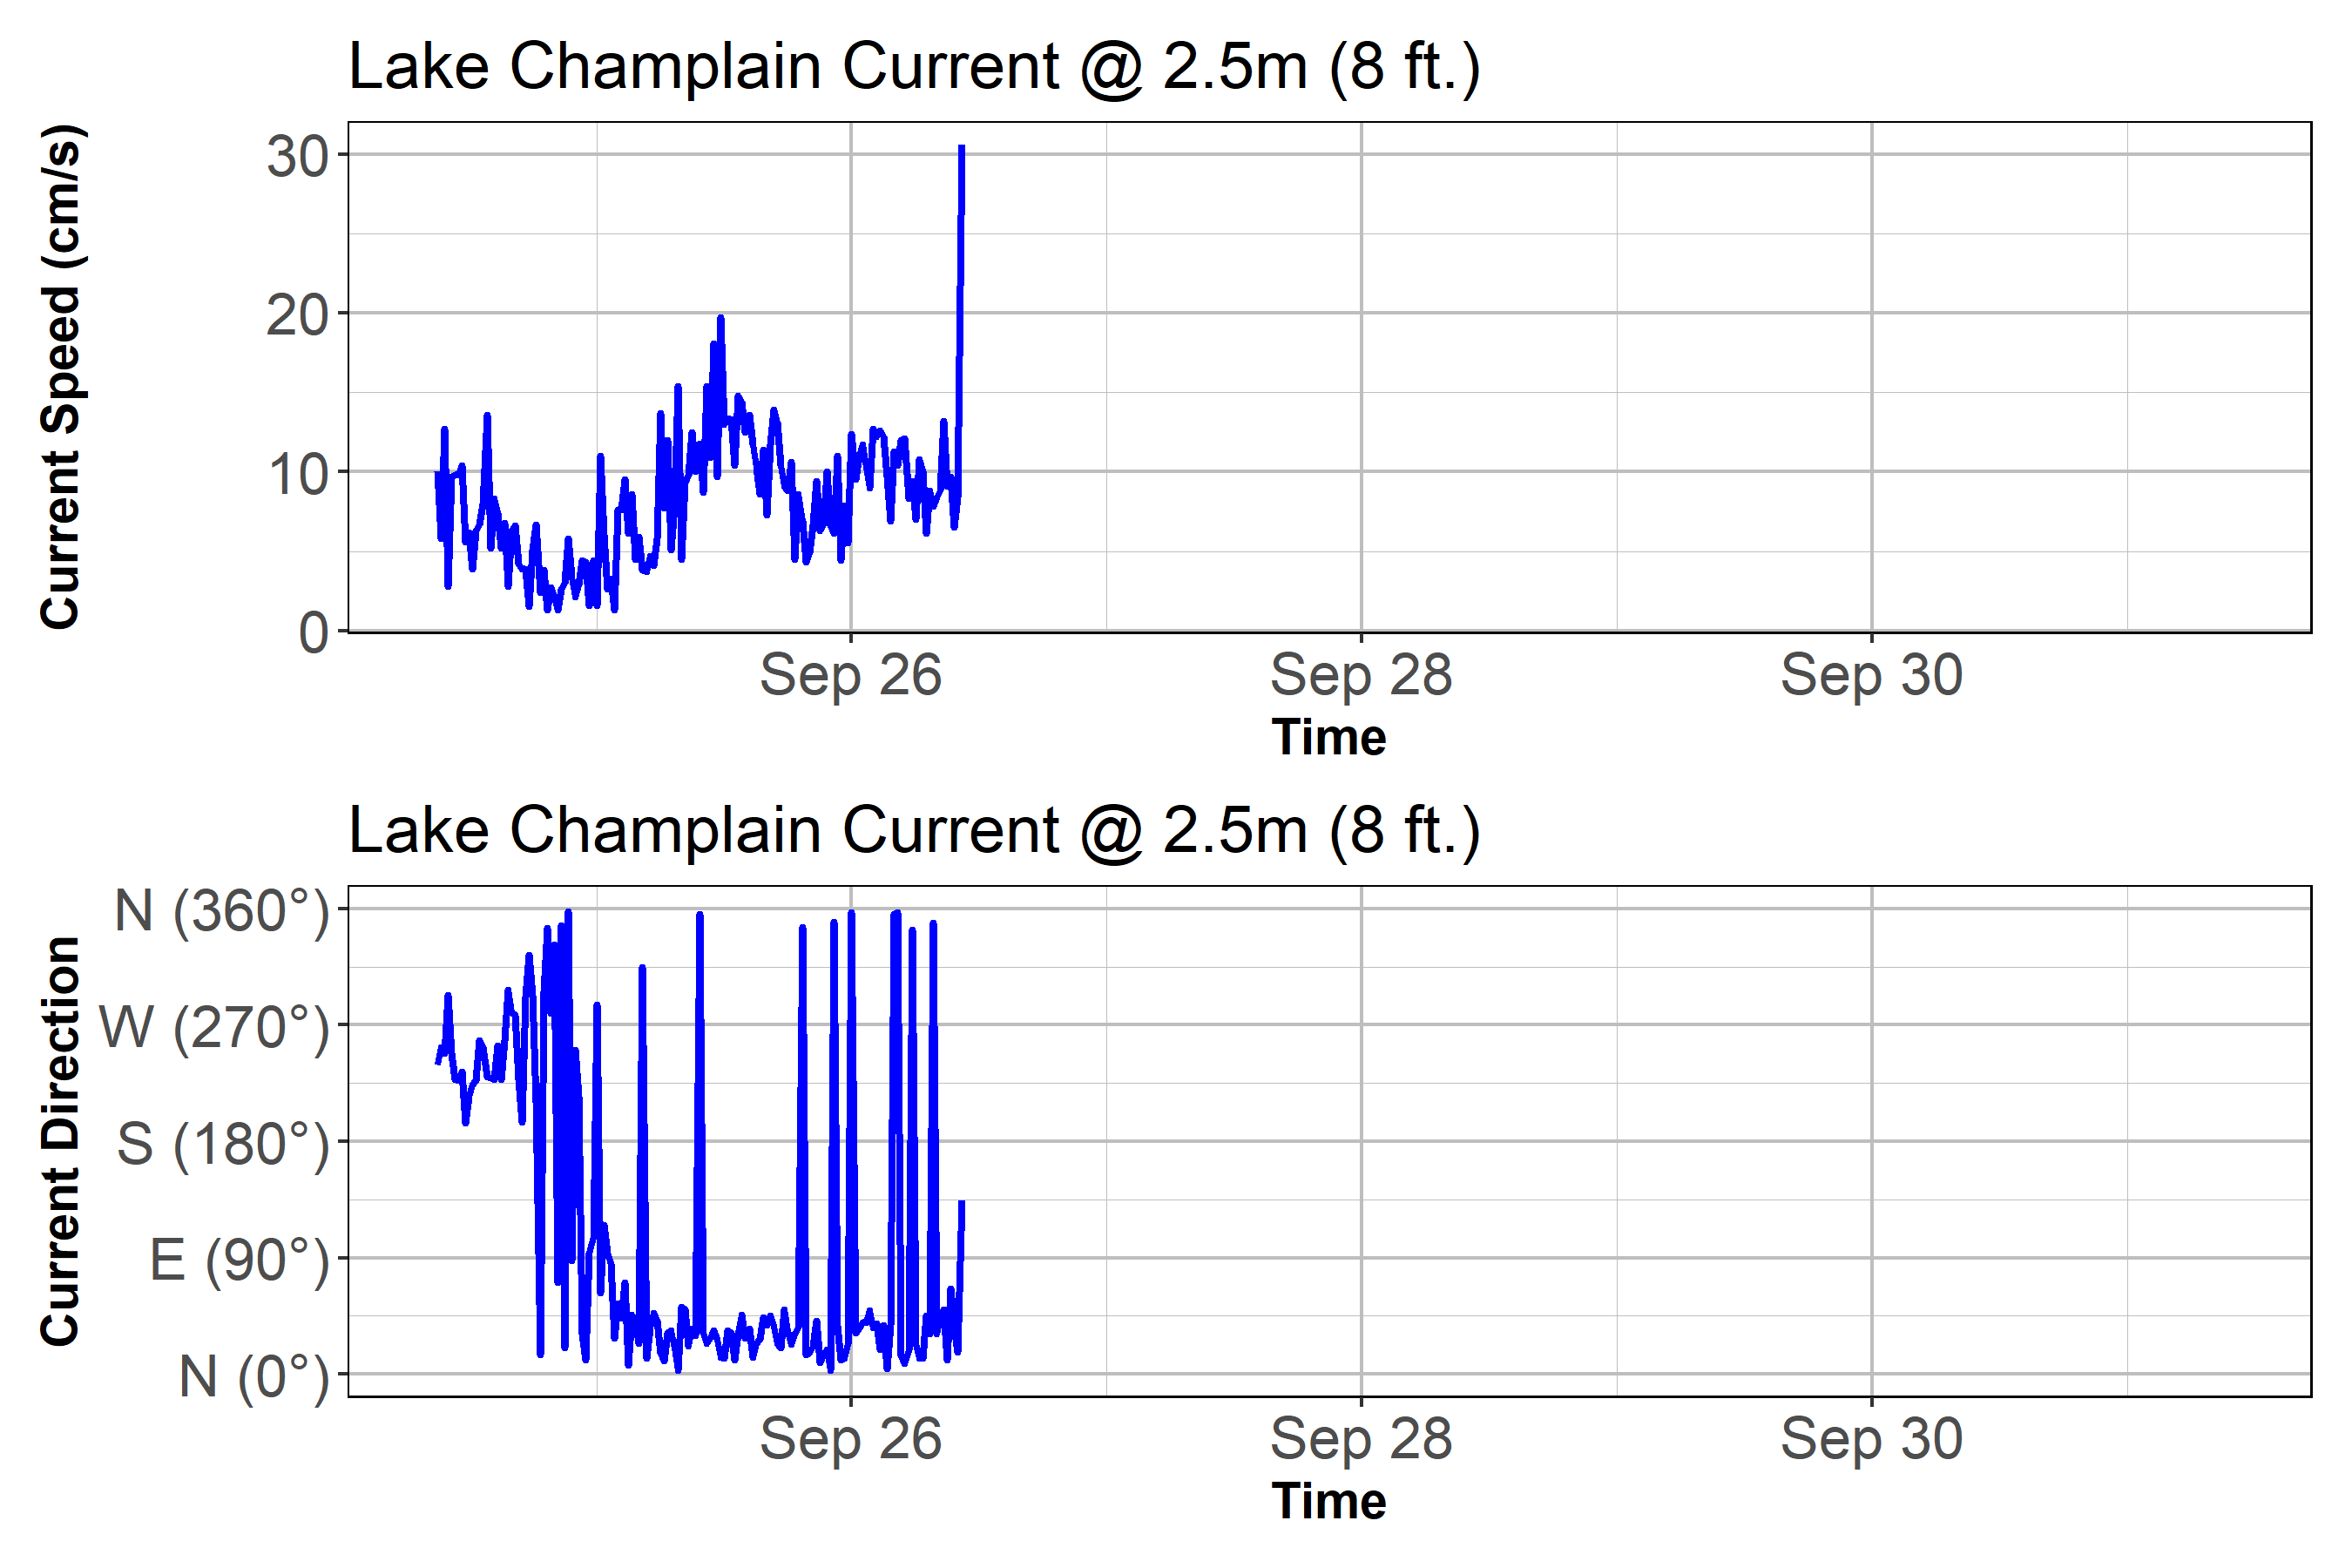 Lake Champlain Current @ 2.5m (8 ft.)
Current Speed (cm/s)
30
20
10
0
Sep 26 Sep 28 Sep 30
Time
Lake Champlain Current @ 2.5m (8 ft.)
Current Direction
N (360°)
W (270°)
S (180°)
E (90°)
N (0°)
Sep 26 Sep 28 Sep 30
Time